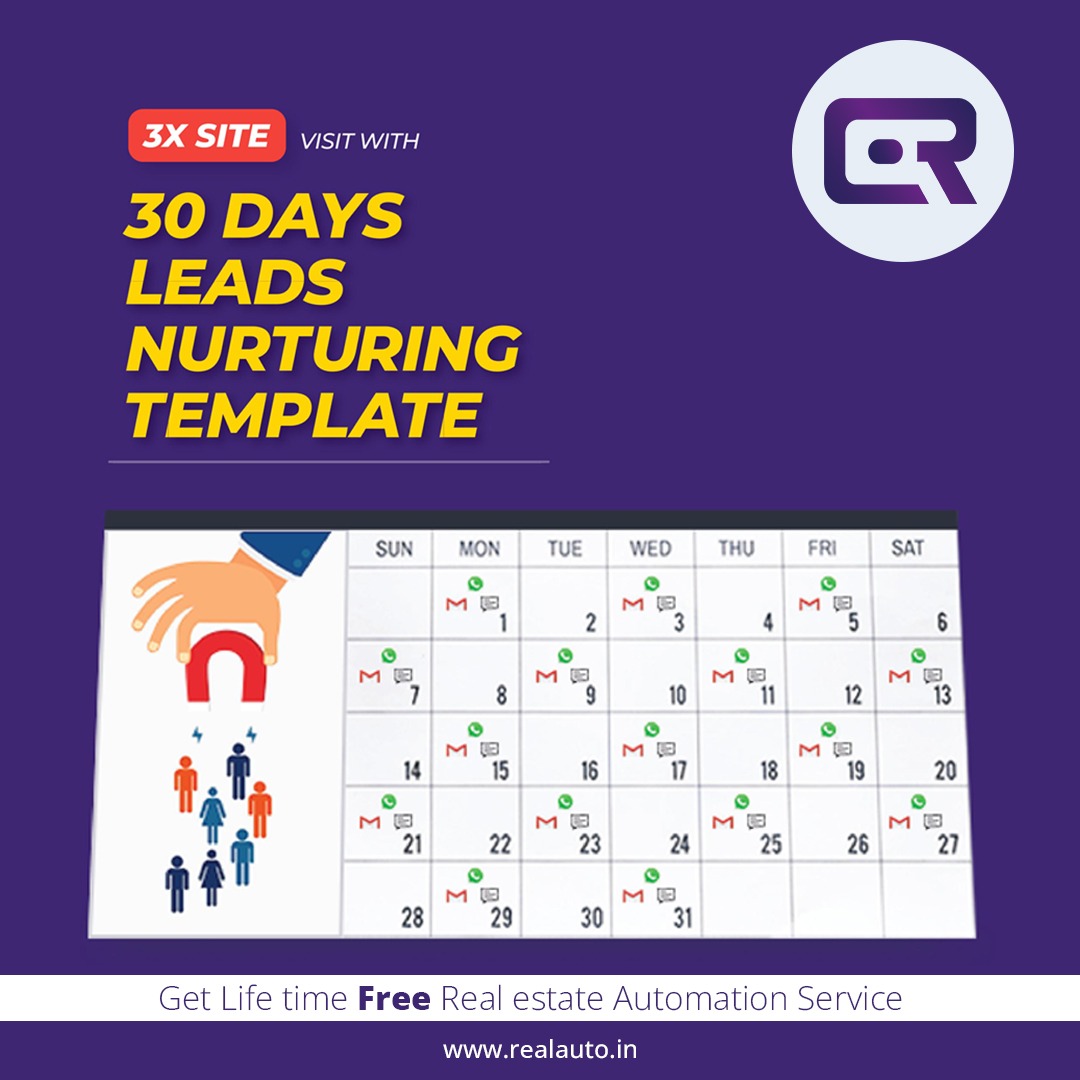 3X SITE VISIT WITH
30 DAYS
LEADS
NURTURING
TEMPLATE
SUN MON TUE WED THU FRI SAT
1 2 3 4 5 6
7 8 9 10 11 12 13
14 15 16 17 18 19 20
21 22 23 24 25 26 27
28 29 30 31
Get Life time Free Real estate Automation Service
www.realauto.in